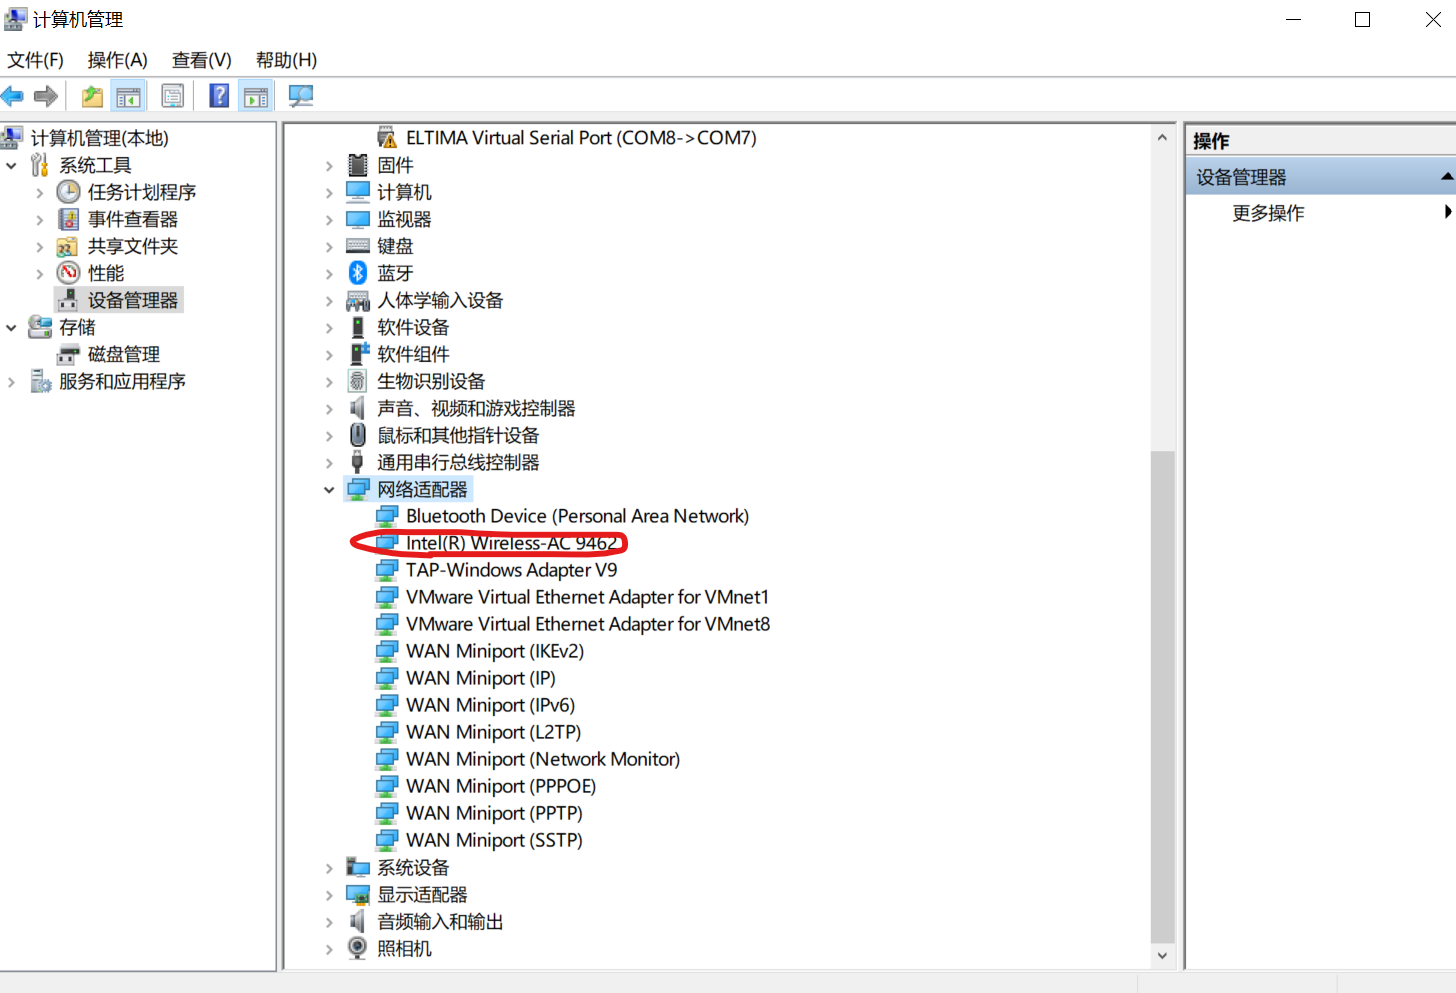 计算机管理
文件(F) 操作(A) 查看(V) 帮助(H)
计算机管理(本地)
系统工具
任务计划程序
事件查看器
共享文件夹
性能
设备管理器
存储
磁盘管理
服务和应用程序
ELTIMA Virtual Serial Port (COM8->COM7)
固件
计算机
监视器
键盘
蓝牙
人体学输入设备
软件设备
软件组件
生物识别设备
声音、视频和游戏控制器
鼠标和其他指针设备
通用串行总线控制器
网络适配器
Bluetooth Device (Personal Area Network)
Intel(R) Wireless-AC 9462
TAP-Windows Adapter V9
VMware Virtual Ethernet Adapter for VMnet1
VMware Virtual Ethernet Adapter for VMnet8
WAN Miniport (IKEv2)
WAN Miniport (IP)
WAN Miniport (IPv6)
WAN Miniport (L2TP)
WAN Miniport (Network Monitor)
WAN Miniport (PPPOE)
WAN Miniport (PPTP)
WAN Miniport (SSTP)
系统设备
显示适配器
音频输入和输出
照相机
操作
设备管理器
更多操作